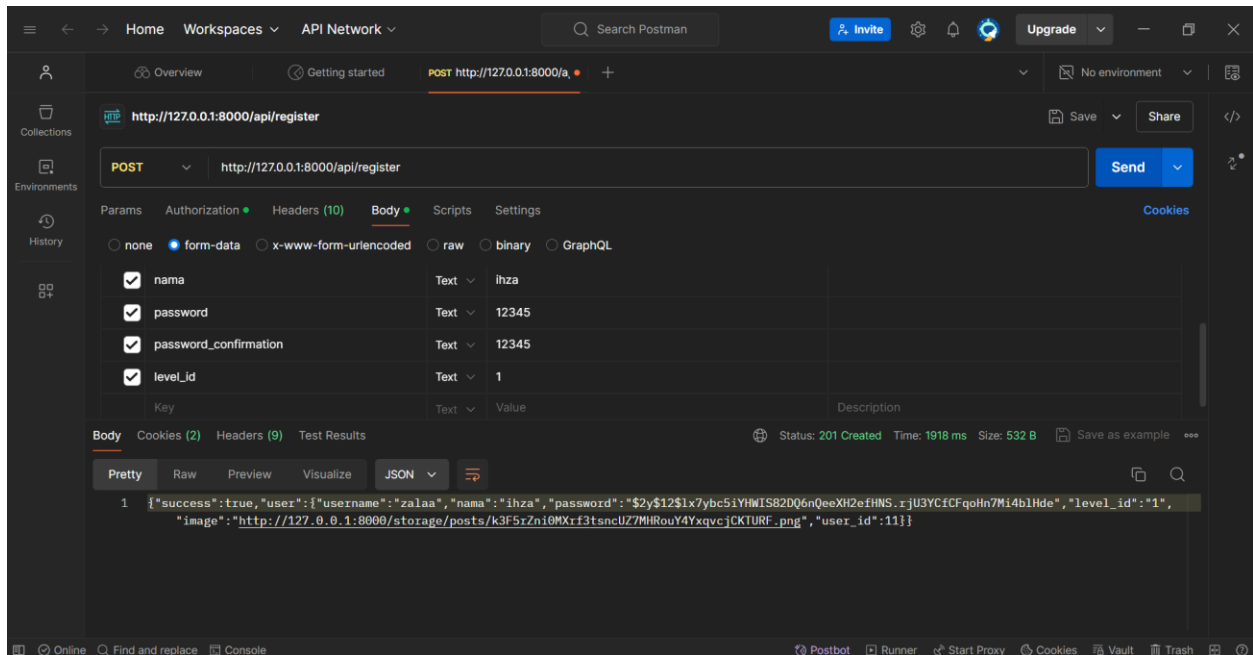 Home Workspaces API Network Search Postman Invite Upgrade
Overview Getting started POST http://127.0.0.1:8000/a, + No environment
HTTP http://127.0.0.1:8000/api/register Save Share
Collections
POST http://127.0.0.1:8000/api/register Send
Environments
Params Authorization Headers (10) Body Scripts Settings Cookies
History
none form-data x-www-form-urlencoded raw binary GraphQL
nama Text ihza
password Text 12345
password_confirmation Text 12345
level_id Text 1
Key Text Value Description
Body Cookies (2) Headers (9) Test Results Status: 201 Created Time: 1918 ms Size: 532 B Save as example
Pretty Raw Preview Visualize JSON
1 {"success":true,"user":{"username":"zalaa","nama":"ihza","password":"$2y$12$lx7ybc5iYHWIS82DQ6nQeeXH2efHNS.rjU3YCfCFqoHn7Mi4blHde","level_id":"1",
"image":"http://127.0.0.1:8000/storage/posts/k3F5rZni0MXrf3tsncUZ7MHRouY4YxqvcjCKTURF.png","user_id":11}}
Online Find and replace Console Postbot Runner Start Proxy Cookies Vault Trash